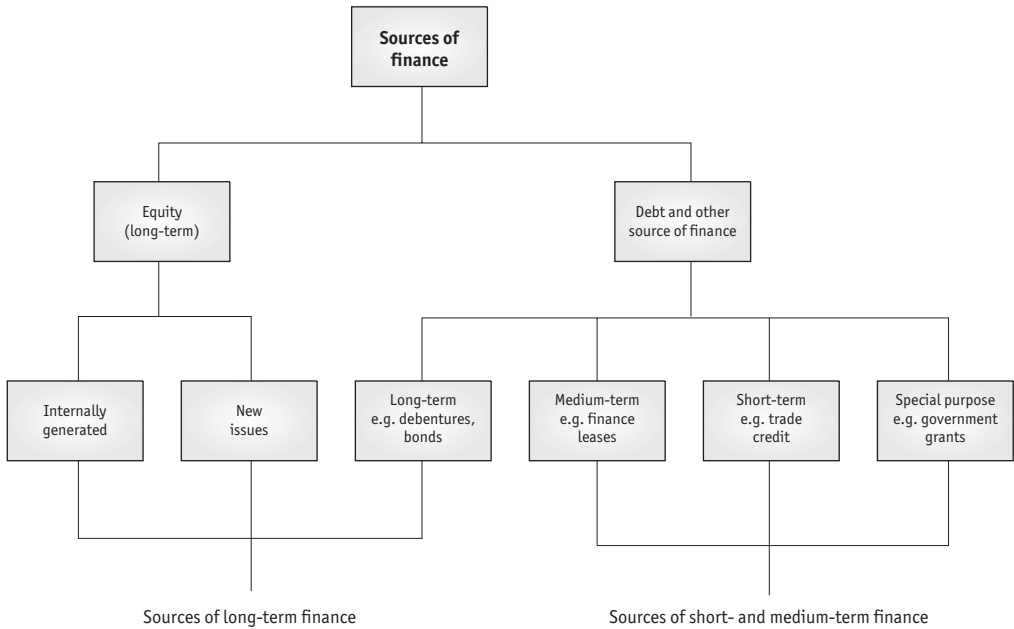 Sources of
finance
Equity
(long-term)
Debt and other
source of finance
Internally
generated
New
issues
Long-term
e.g. debentures,
bonds
Medium-term
e.g. finance
leases
Short-term
e.g. trade
credit
Special purpose
e.g. government
grants
Sources of long-term finance
Sources of short- and medium-term finance